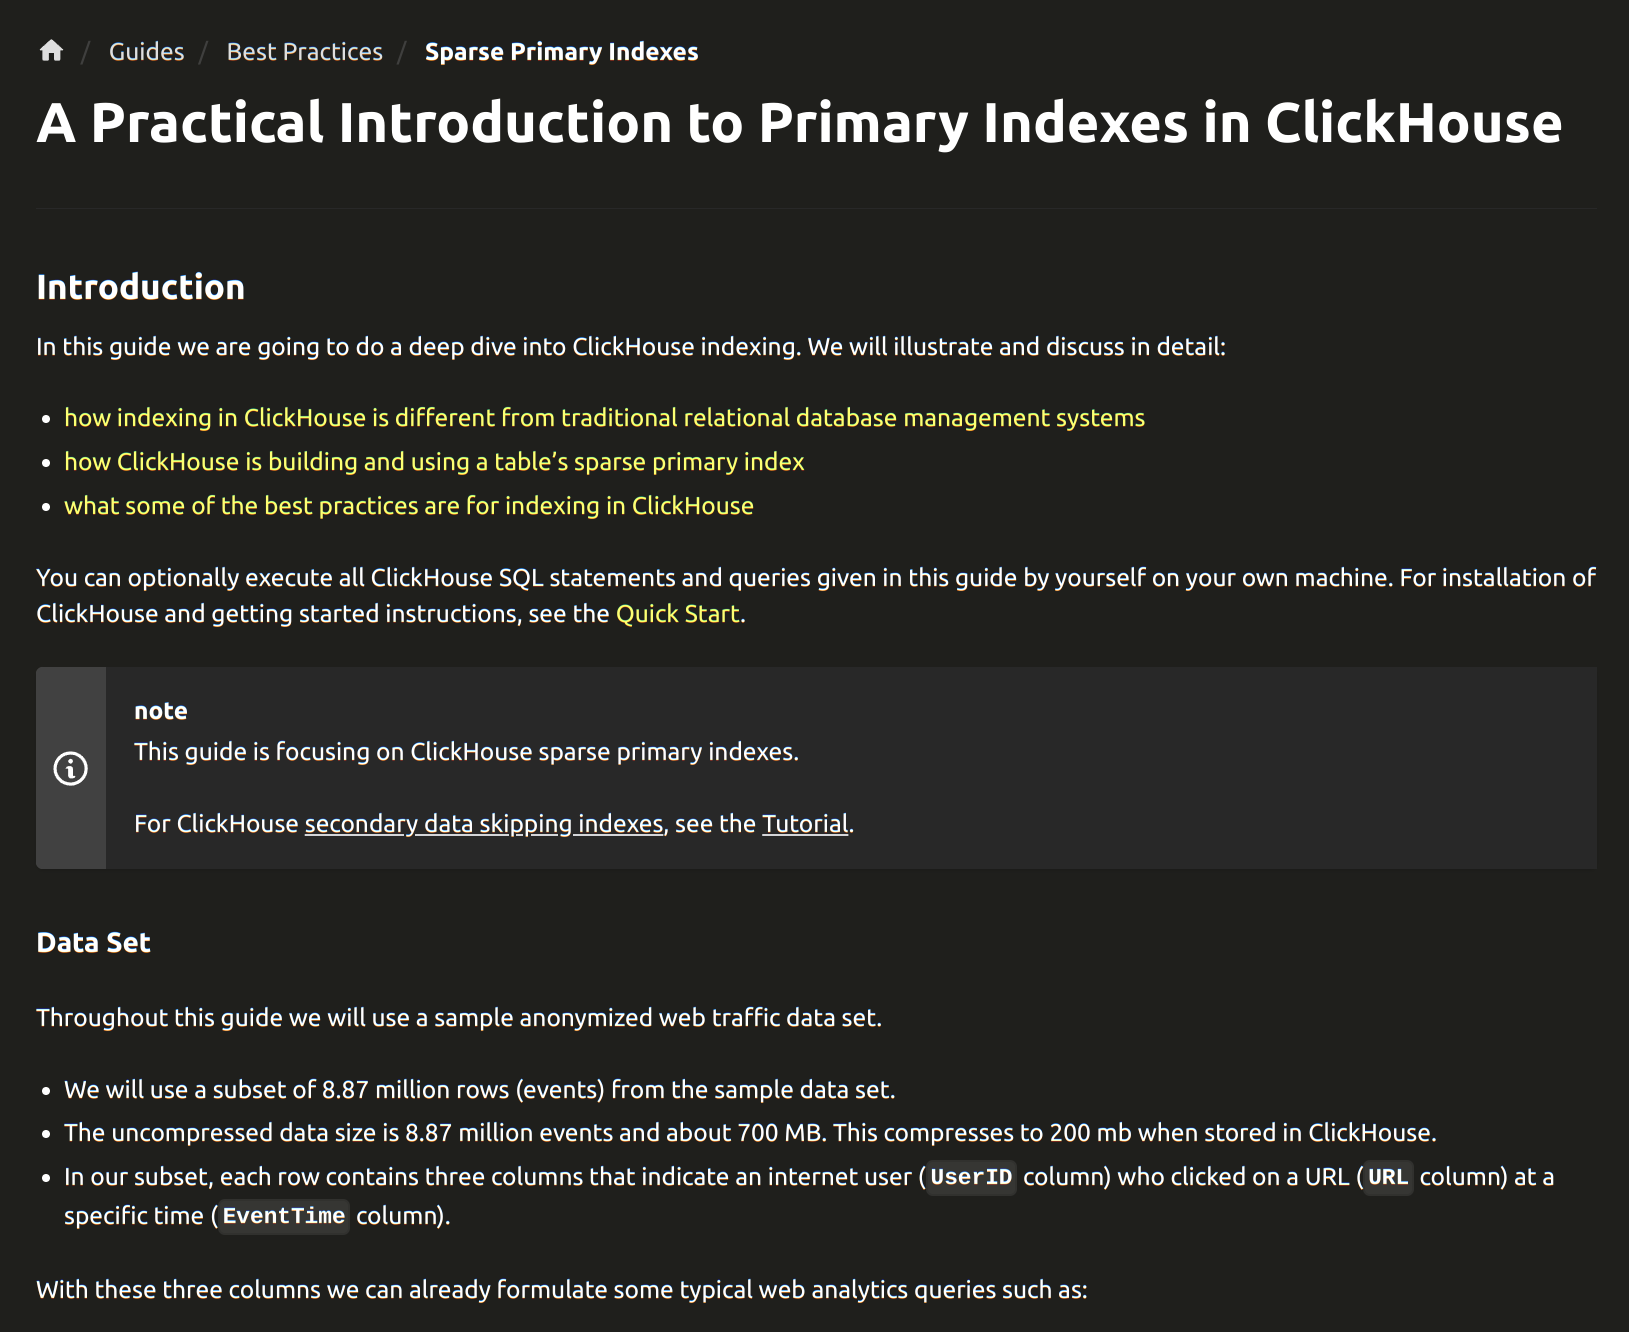 / Guides / Best Practices / Sparse Primary Indexes
A Practical Introduction to Primary Indexes in ClickHouse
Introduction
In this guide we are going to do a deep dive into ClickHouse indexing. We will illustrate and discuss in detail:
• how indexing in ClickHouse is different from traditional relational database management systems
• how ClickHouse is building and using a table’s sparse primary index
• what some of the best practices are for indexing in ClickHouse
You can optionally execute all ClickHouse SQL statements and queries given in this guide by yourself on your own machine. For installation of
ClickHouse and getting started instructions, see the Quick Start.
note
This guide is focusing on ClickHouse sparse primary indexes.
For ClickHouse secondary data skipping indexes, see the Tutorial.
Data Set
Throughout this guide we will use a sample anonymized web traffic data set.
• We will use a subset of 8.87 million rows (events) from the sample data set.
• The uncompressed data size is 8.87 million events and about 700 MB. This compresses to 200 mb when stored in ClickHouse.
• In our subset, each row contains three columns that indicate an internet user (UserID column) who clicked on a URL (URL column) at a
specific time (EventTime column).
With these three columns we can already formulate some typical web analytics queries such as: